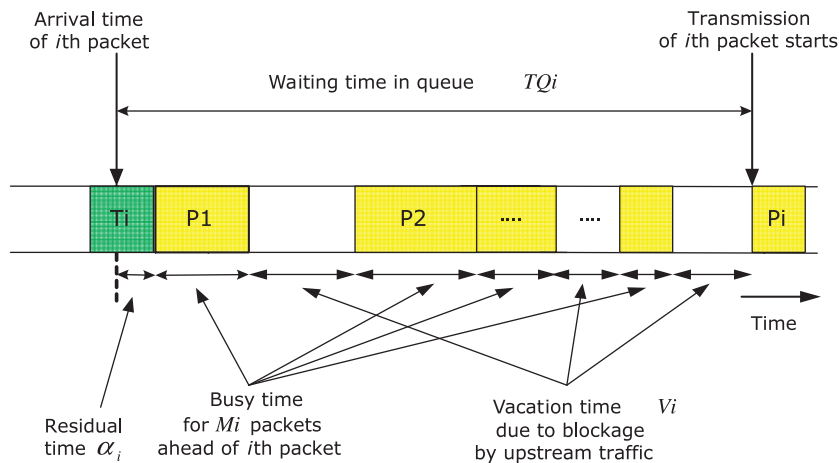 Arrival time
of ith packet
Transmission
of ith packet starts
Waiting time in queue TQi
Ti
P1
P2
....
....
Pi
Time
Residual
time α i
Busy time
for Mi packets
ahead of ith packet
Vacation time Vi
due to blockage
by upstream traffic